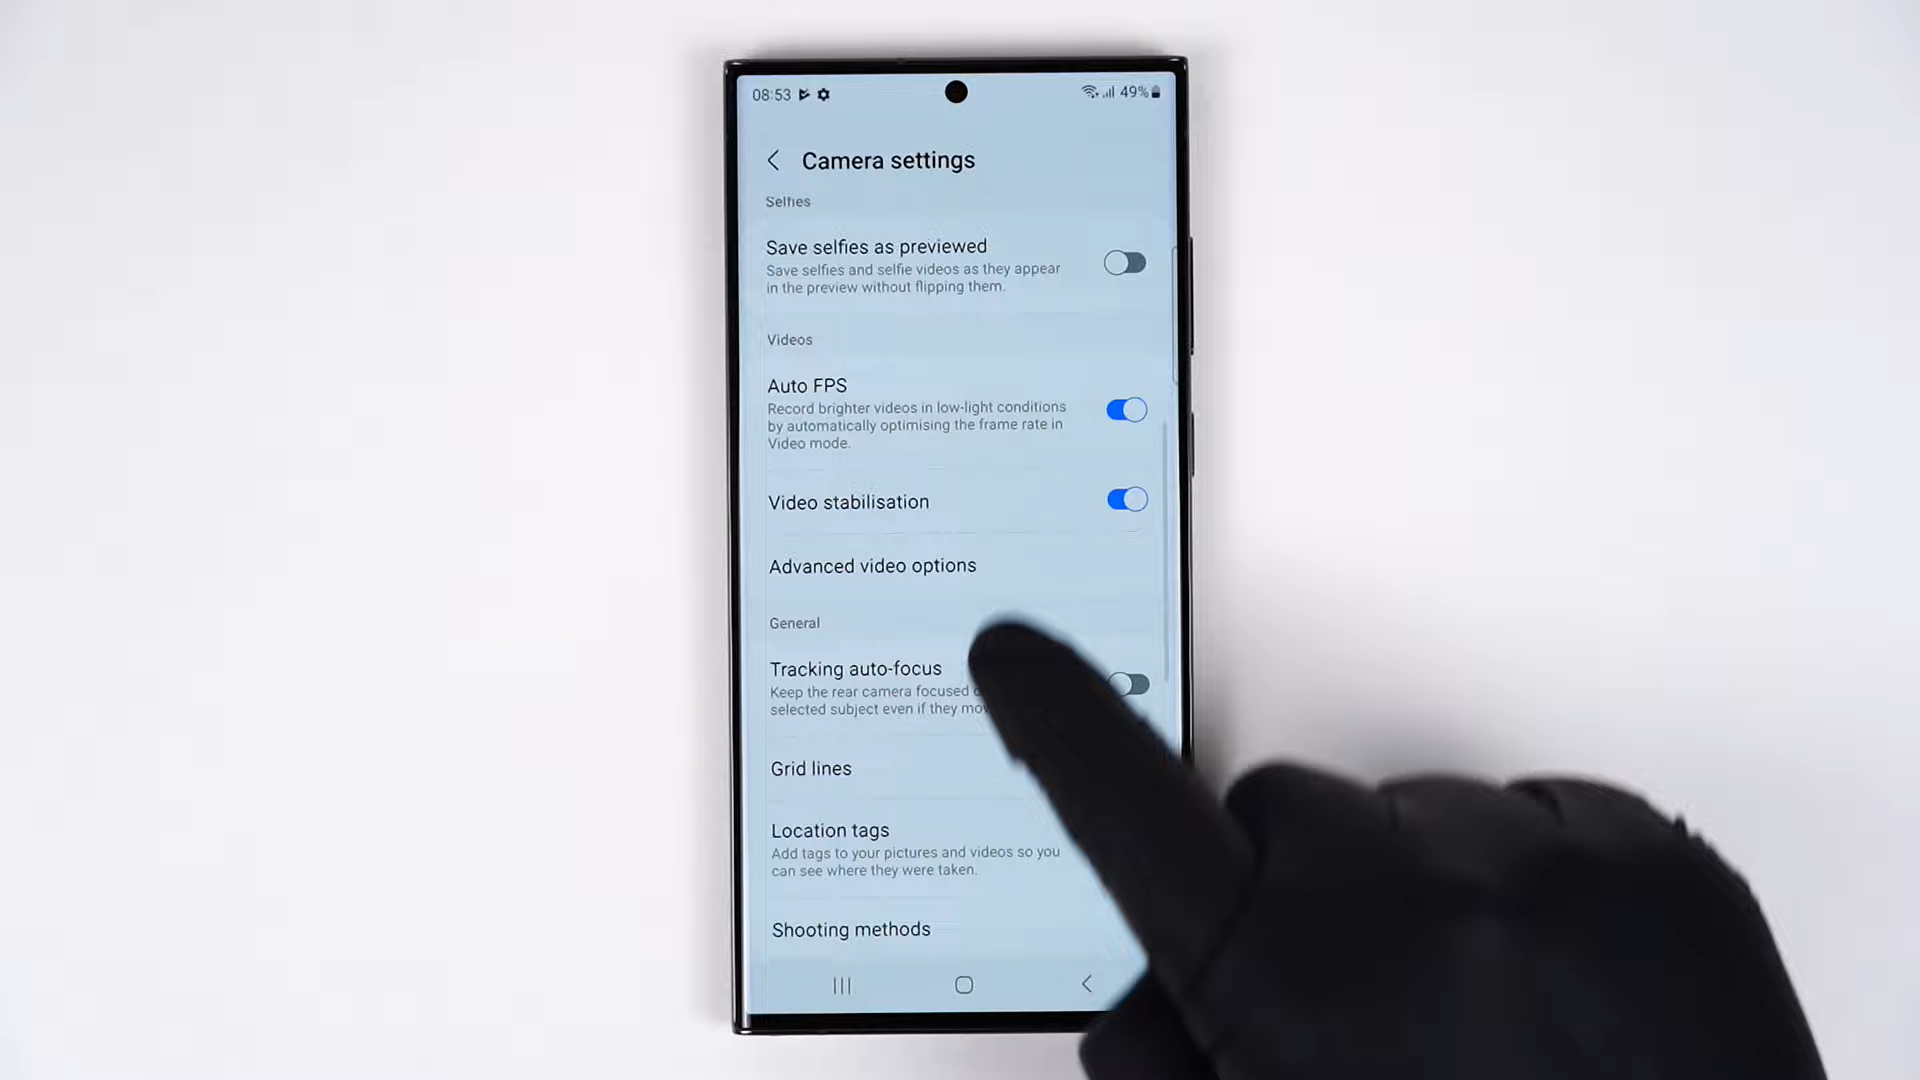 08:53
49%
Camera settings
Selfies
Save selfies as previewed
Save selfies and selfie videos as they appear
in the preview without flipping them.
Videos
Auto FPS
Record brighter videos in low-light conditions
by automatically optimising the frame rate in
Video mode.
Video stabilisation
Advanced video options
General
Tracking auto-focus
Keep the rear camera focused
selected subject even if they
Grid lines
Location tags
Add tags to your pictures and videos so you
can see where they were taken.
Shooting methods